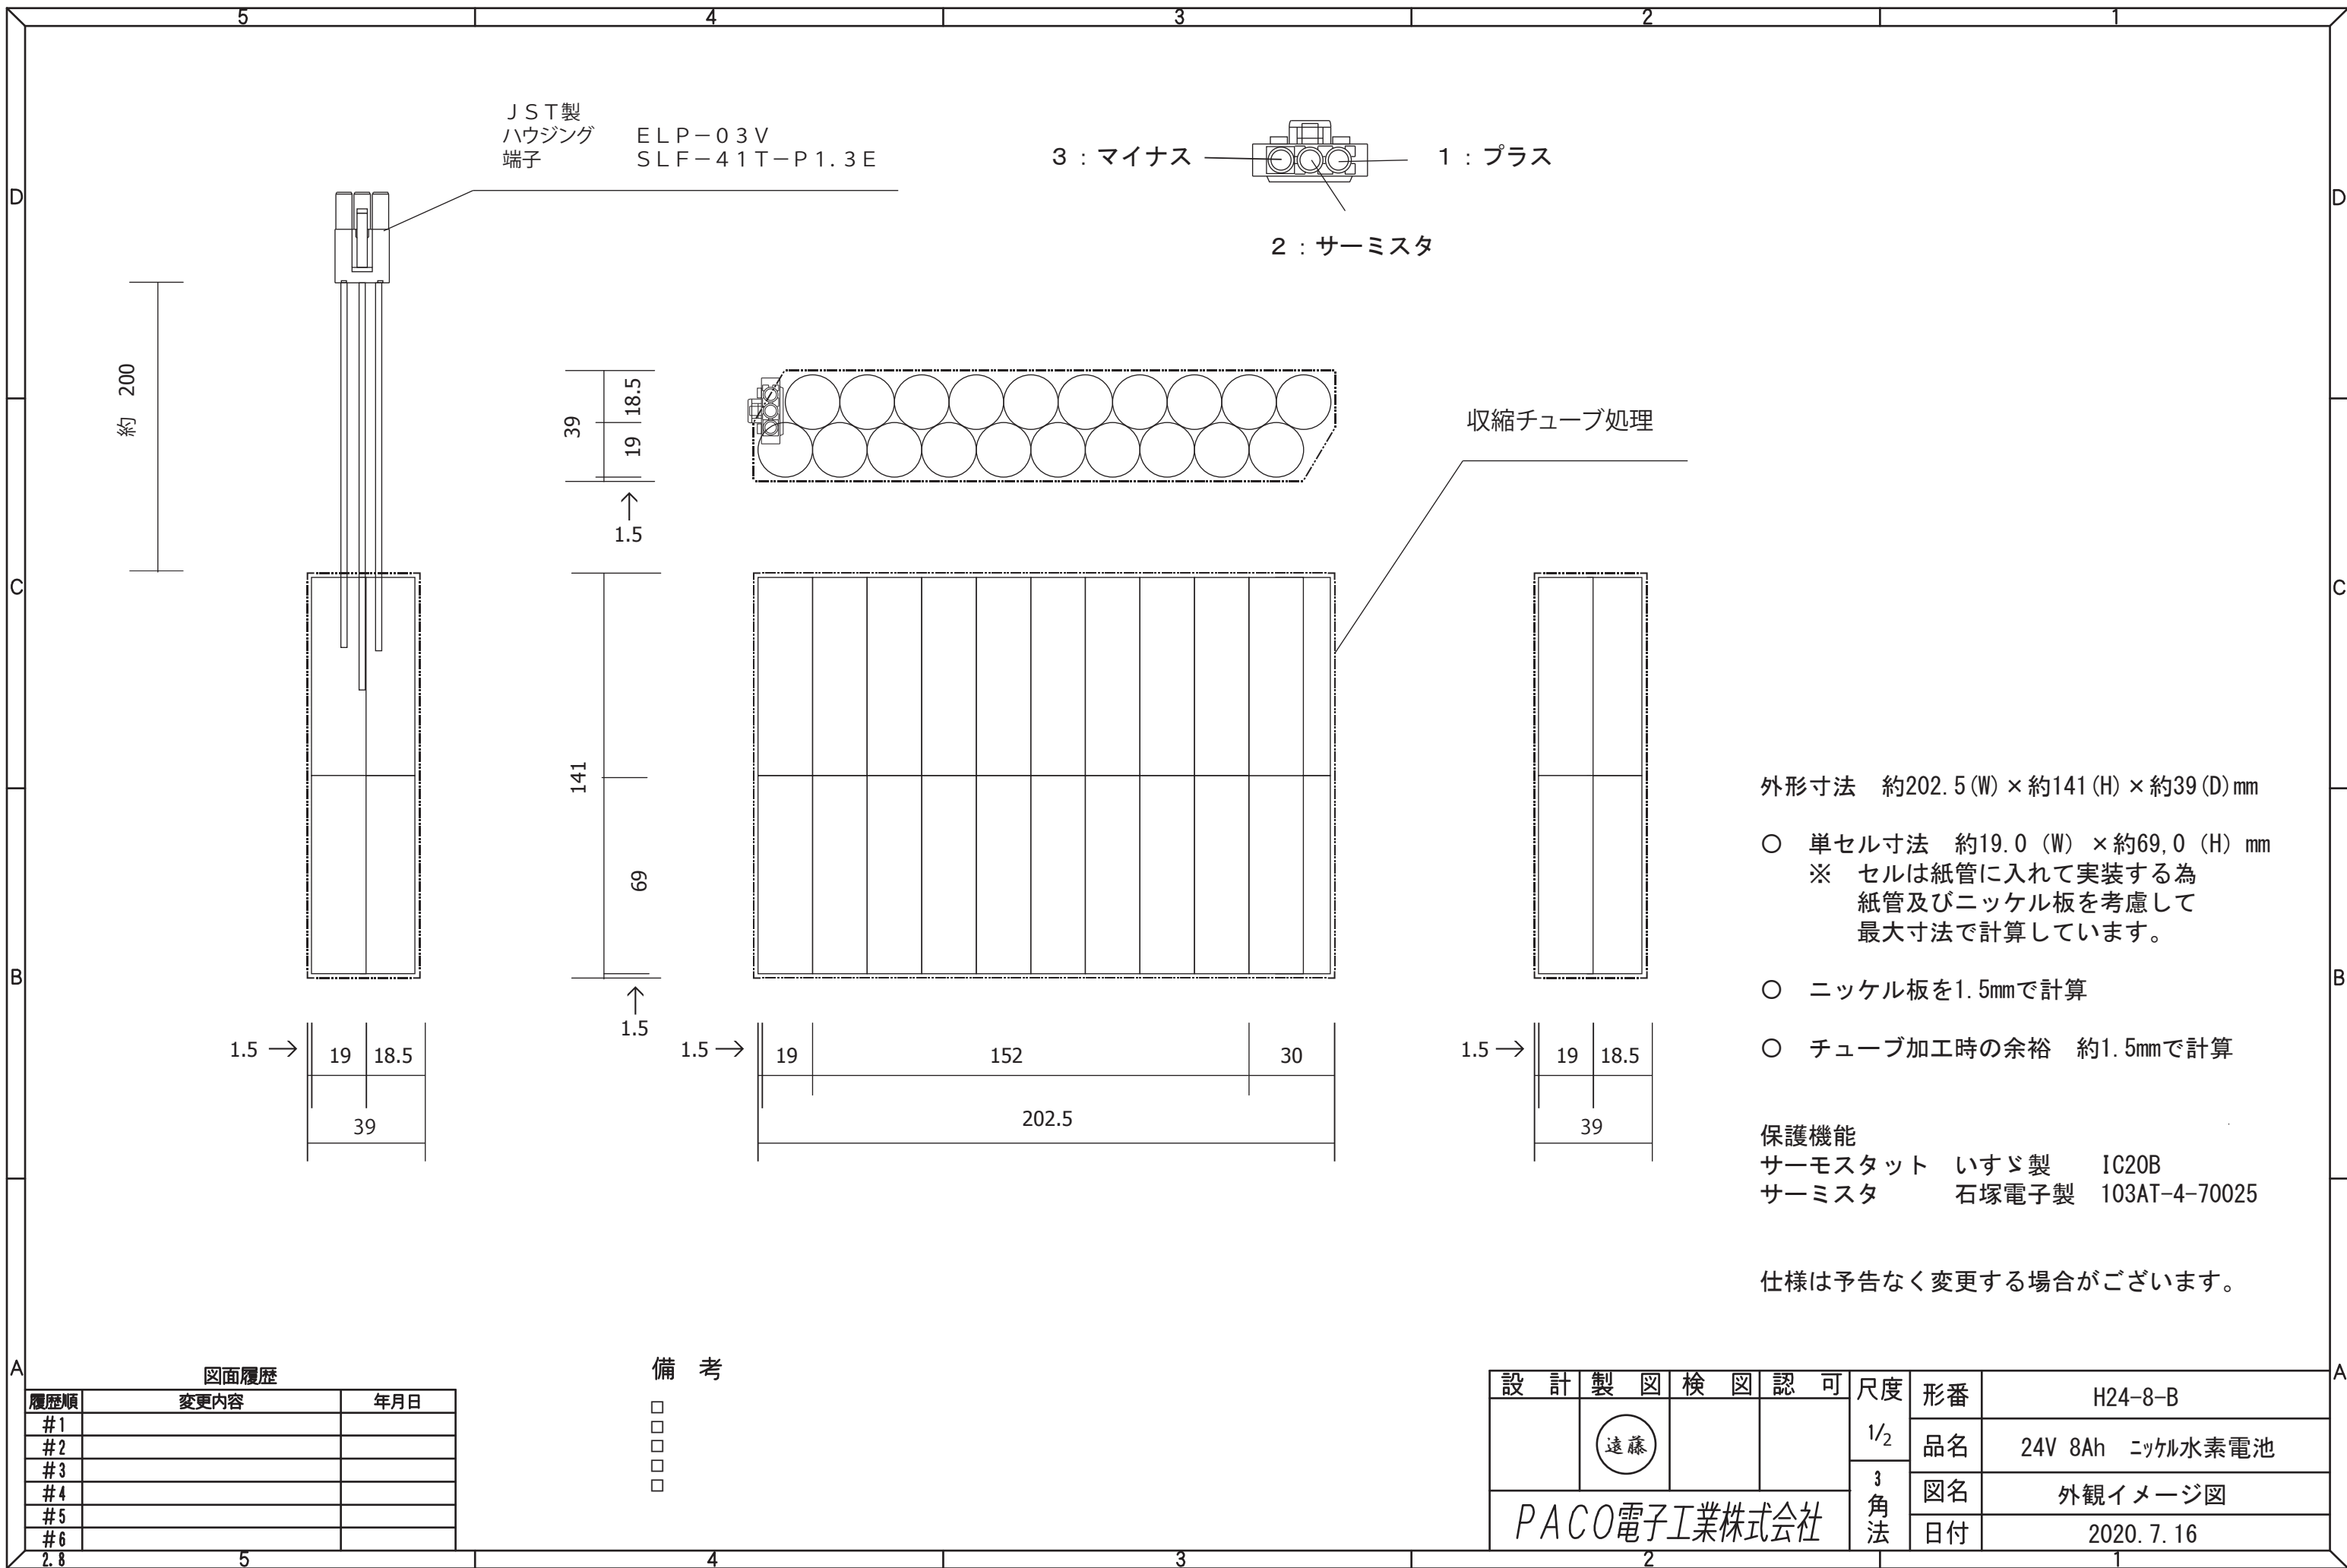 5 4 3 2 1
JST製
ハウジング ELP-03V
端子 SLF-41T-P1.3E
3：マイナス
1：プラス
2：サーミスタ
D
D
約 200
39
18.5
19
1.5
収縮チューブ処理
C
C
141
69
1.5
外形寸法 約202.5(W)×約141(H)×約39(D)mm
○ 単セル寸法 約19.0 (W) ×約69,0 (H) mm
※ セルは紙管に入れて実装する為
紙管及びニッケル板を考慮して
最大寸法で計算しています。
B
B
○ ニッケル板を1.5mmで計算
○ チューブ加工時の余裕 約1.5mmで計算
1.5 → 19 18.5
39
1.5 → 19 152 30
202.5
1.5 → 19 18.5
39
保護機能
サーモスタット いすゞ製 IC20B
サーミスタ 石塚電子製 103AT-4-70025
仕様は予告なく変更する場合がございます。
A
A
図面履歴
履歴順 変更内容 年月日
#1
#2
#3
#4
#5
#6
2.8
備 考
□
□
□
□
□
設 計 製 図 検 図 認 可
遠藤
PACO電子工業株式会社
尺度
1/2
3角法
形番 H24-8-B
品名 24V 8Ah ﾆｯｹﾙ水素電池
図名 外観イメージ図
日付 2020.7.16
5 4 3 2 1